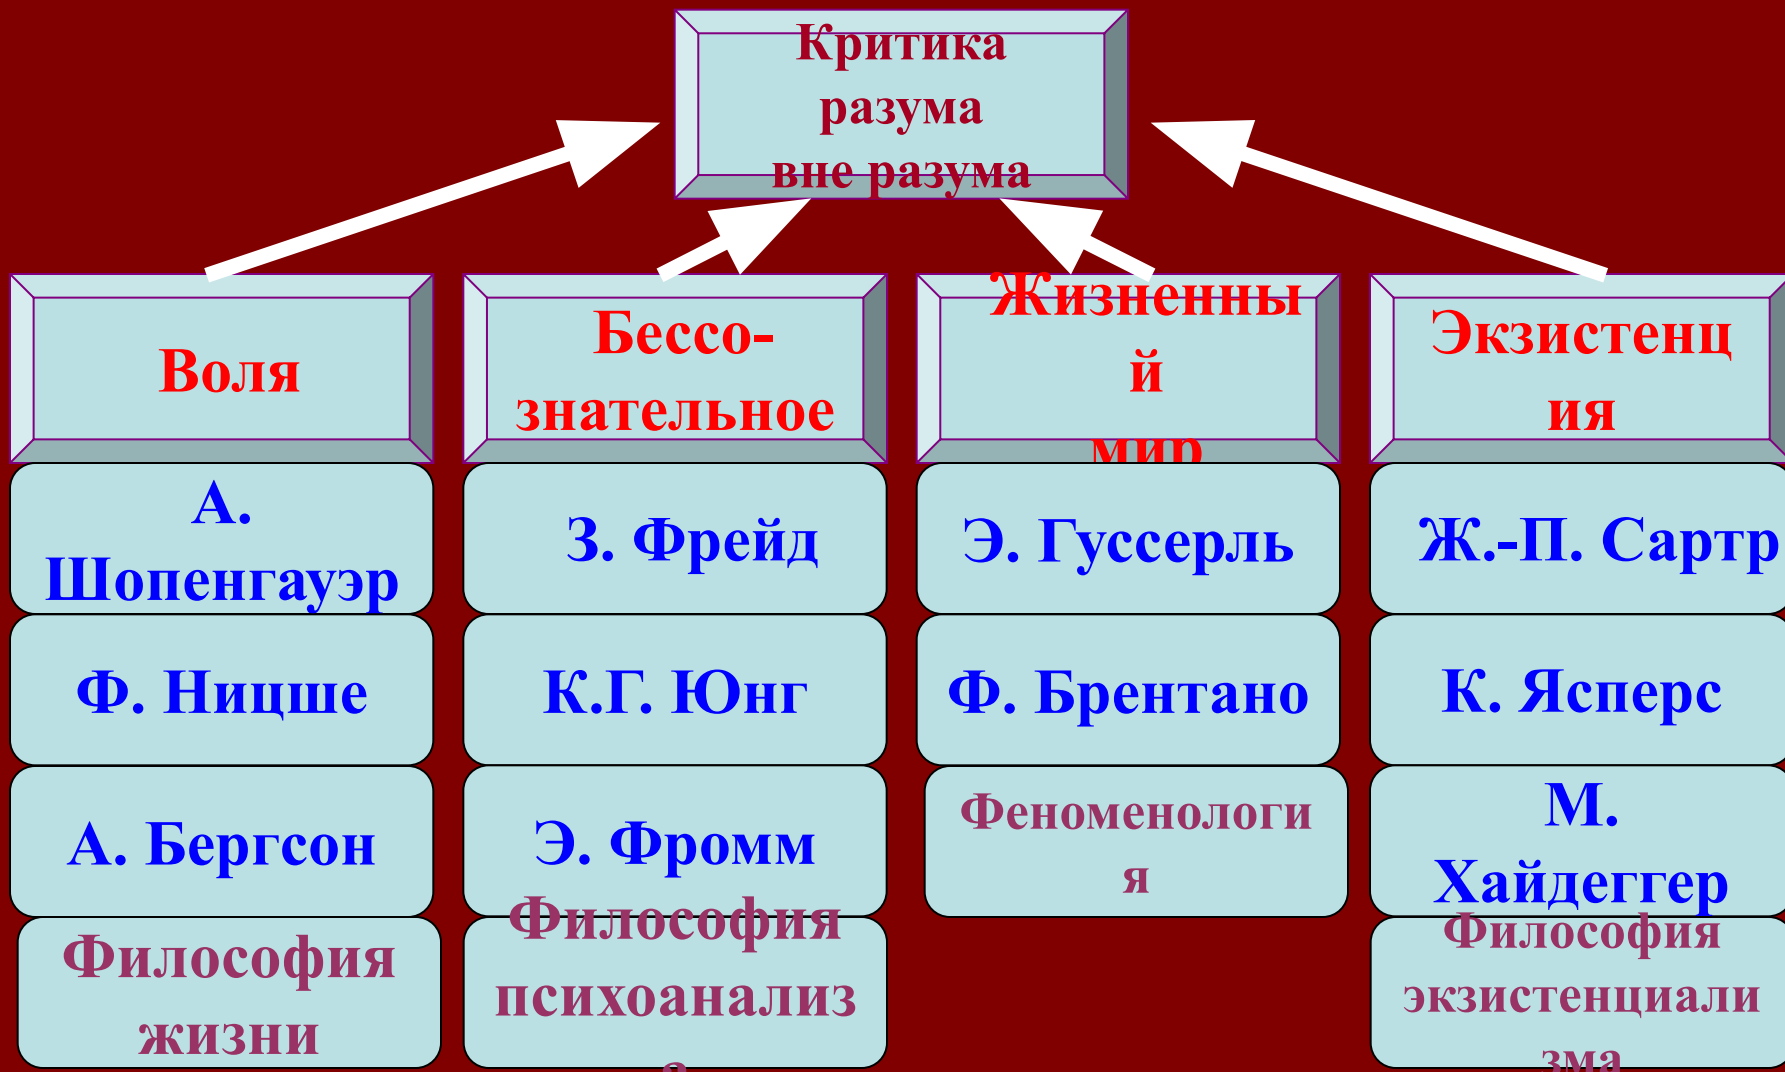 Критика
разума
вне разума
Воля
Бессо-
знательное
Жизненны
й
мир
Экзистенц
ия
А.
Шопенгауэр
З. Фрейд
Э. Гуссерль
Ж.-П. Сартр
Ф. Ницше
К.Г. Юнг
Ф. Брентано
К. Ясперс
А. Бергсон
Э. Фромм
Феноменологи
я
М.
Хайдеггер
Философия
жизни
Философия
психоанализ
а
Философия
экзистенциали
зма